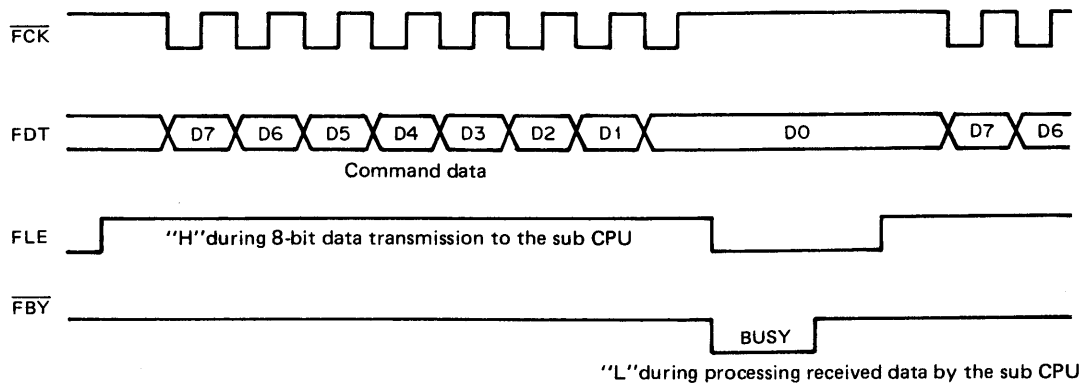 FCK
FDT D7 D6 D5 D4 D3 D2 D1 D0 D7 D6
Command data
FLE "H"during 8-bit data transmission to the sub CPU
FBY
BUSY
"L"during processing received data by the sub CPU